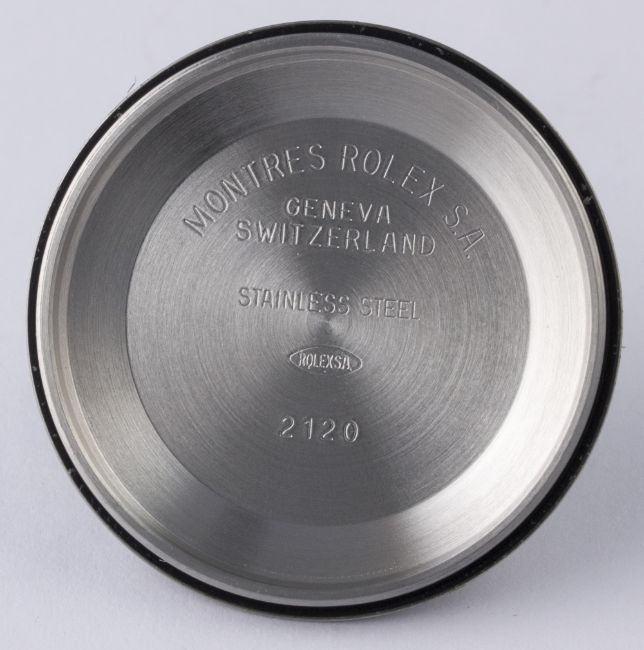 MONTRES ROLEX S.A.
GENEVA
SWITZERLAND
STAINLESS STEEL
ROLEXSA.
2120